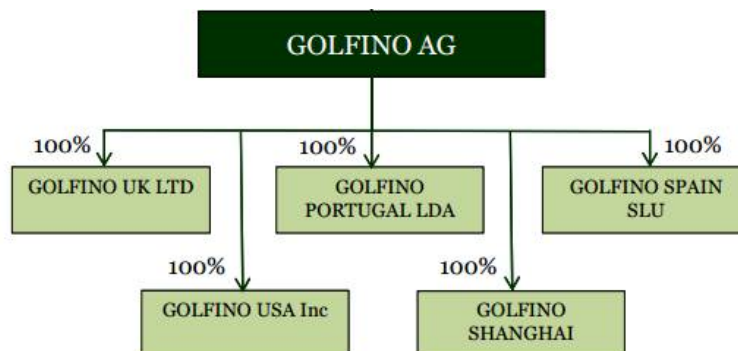 GOLFINO AG
100%
100%
100%
GOLFINO UK LTD
GOLFINO
PORTUGAL LDA
GOLFINO SPAIN
SLU
100%
100%
GOLFINO USA Inc
GOLFINO
SHANGHAI